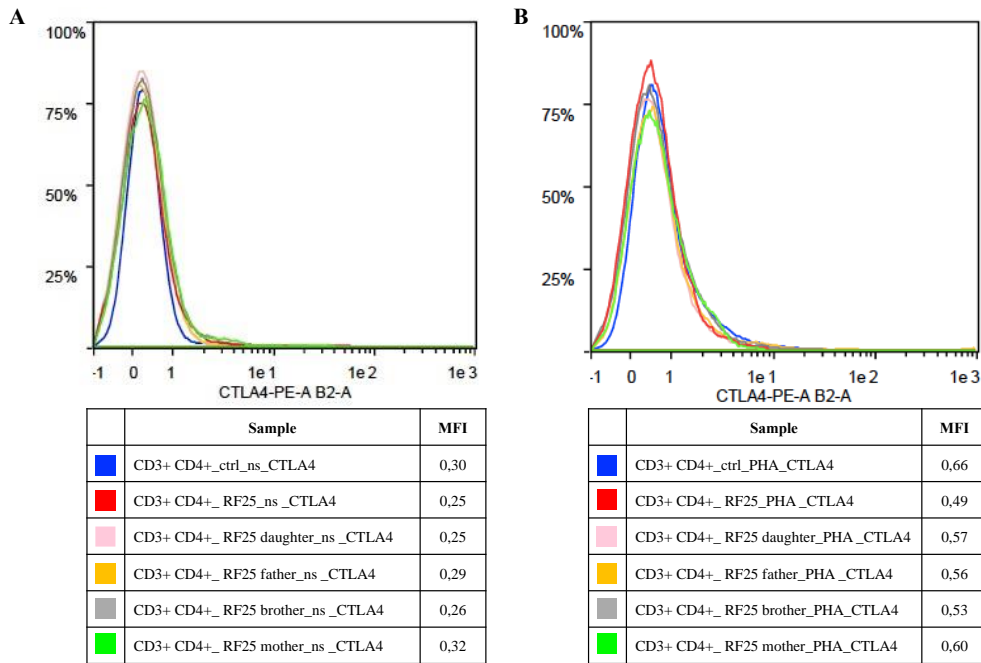 A
100%
75%
50%
25%
-1 0 1 1e1 1e2 1e3
CTLA4-PE-A B2-A
Sample MFI
CD3+ CD4+_ctrl_ns_CTLA4 0,30
CD3+ CD4+_ RF25_ns _CTLA4 0,25
CD3+ CD4+_ RF25 daughter_ns _CTLA4 0,25
CD3+ CD4+_ RF25 father_ns _CTLA4 0,29
CD3+ CD4+_ RF25 brother_ns _CTLA4 0,26
CD3+ CD4+_ RF25 mother_ns _CTLA4 0,32
B
100%
75%
50%
25%
-1 0 1 1e1 1e2 1e3
CTLA4-PE-A B2-A
Sample MFI
CD3+ CD4+_ctrl_PHA_CTLA4 0,66
CD3+ CD4+_ RF25_PHA _CTLA4 0,49
CD3+ CD4+_ RF25 daughter_PHA _CTLA4 0,57
CD3+ CD4+_ RF25 father_PHA _CTLA4 0,56
CD3+ CD4+_ RF25 brother_PHA_CTLA4 0,53
CD3+ CD4+_ RF25 mother_PHA_CTLA4 0,60